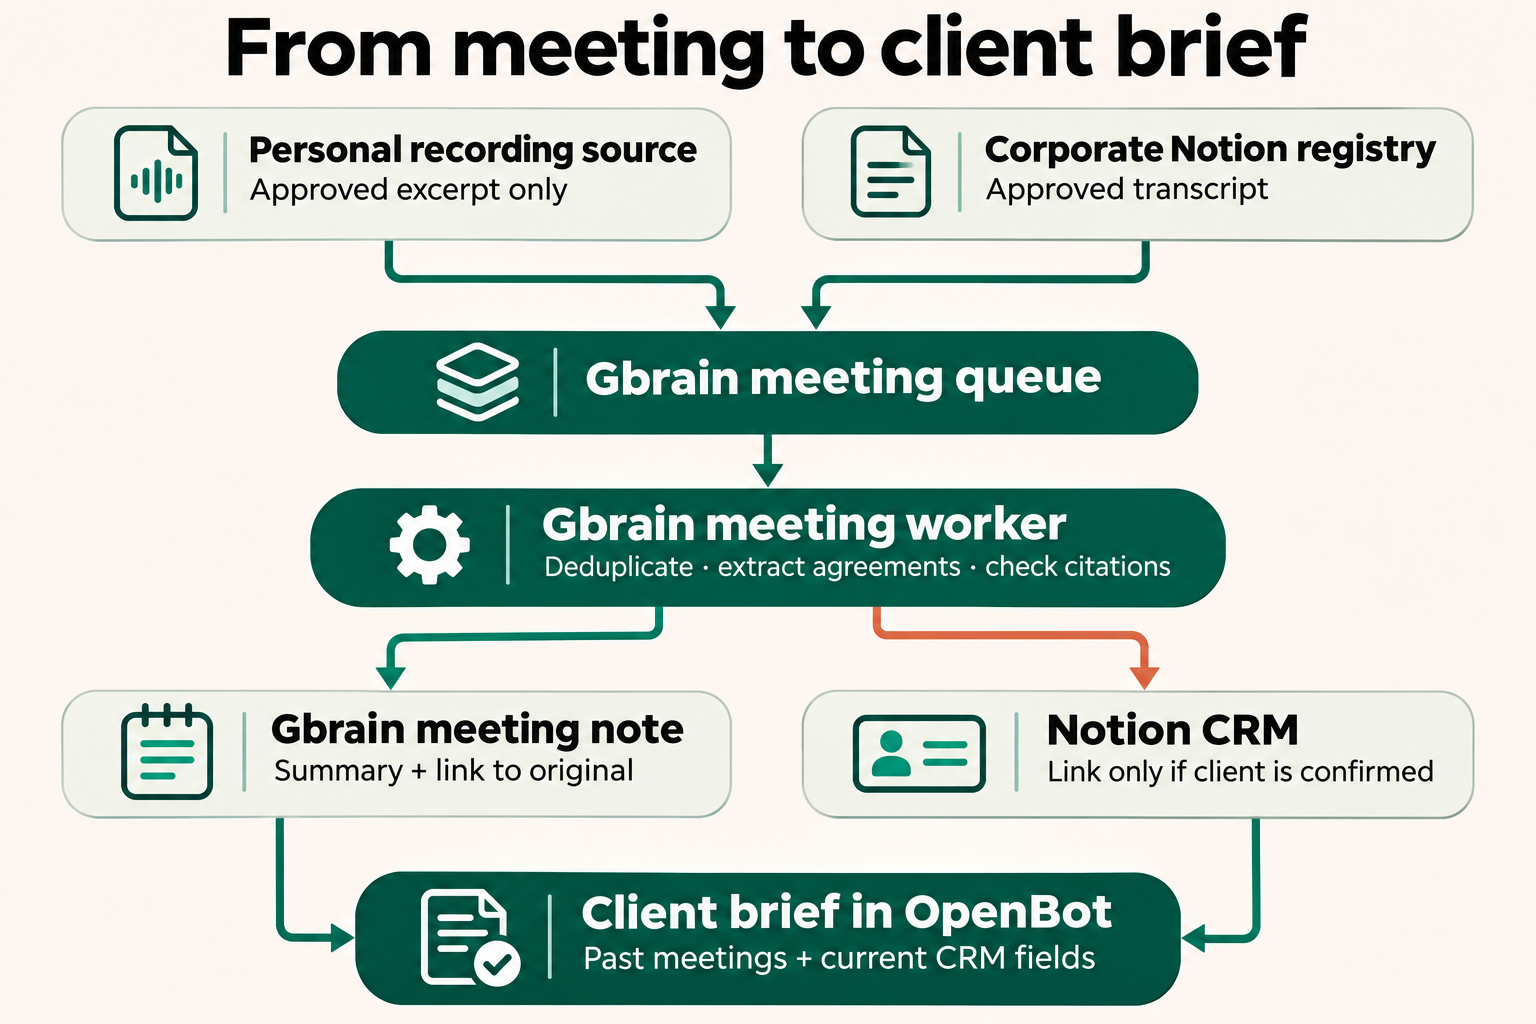 From meeting to client brief
Personal recording source
Approved excerpt only
Corporate Notion registry
Approved transcript
Gbrain meeting queue
Gbrain meeting worker
Deduplicate · extract agreements · check citations
Gbrain meeting note
Summary + link to original
Notion CRM
Link only if client is confirmed
Client brief in OpenBot
Past meetings + current CRM fields